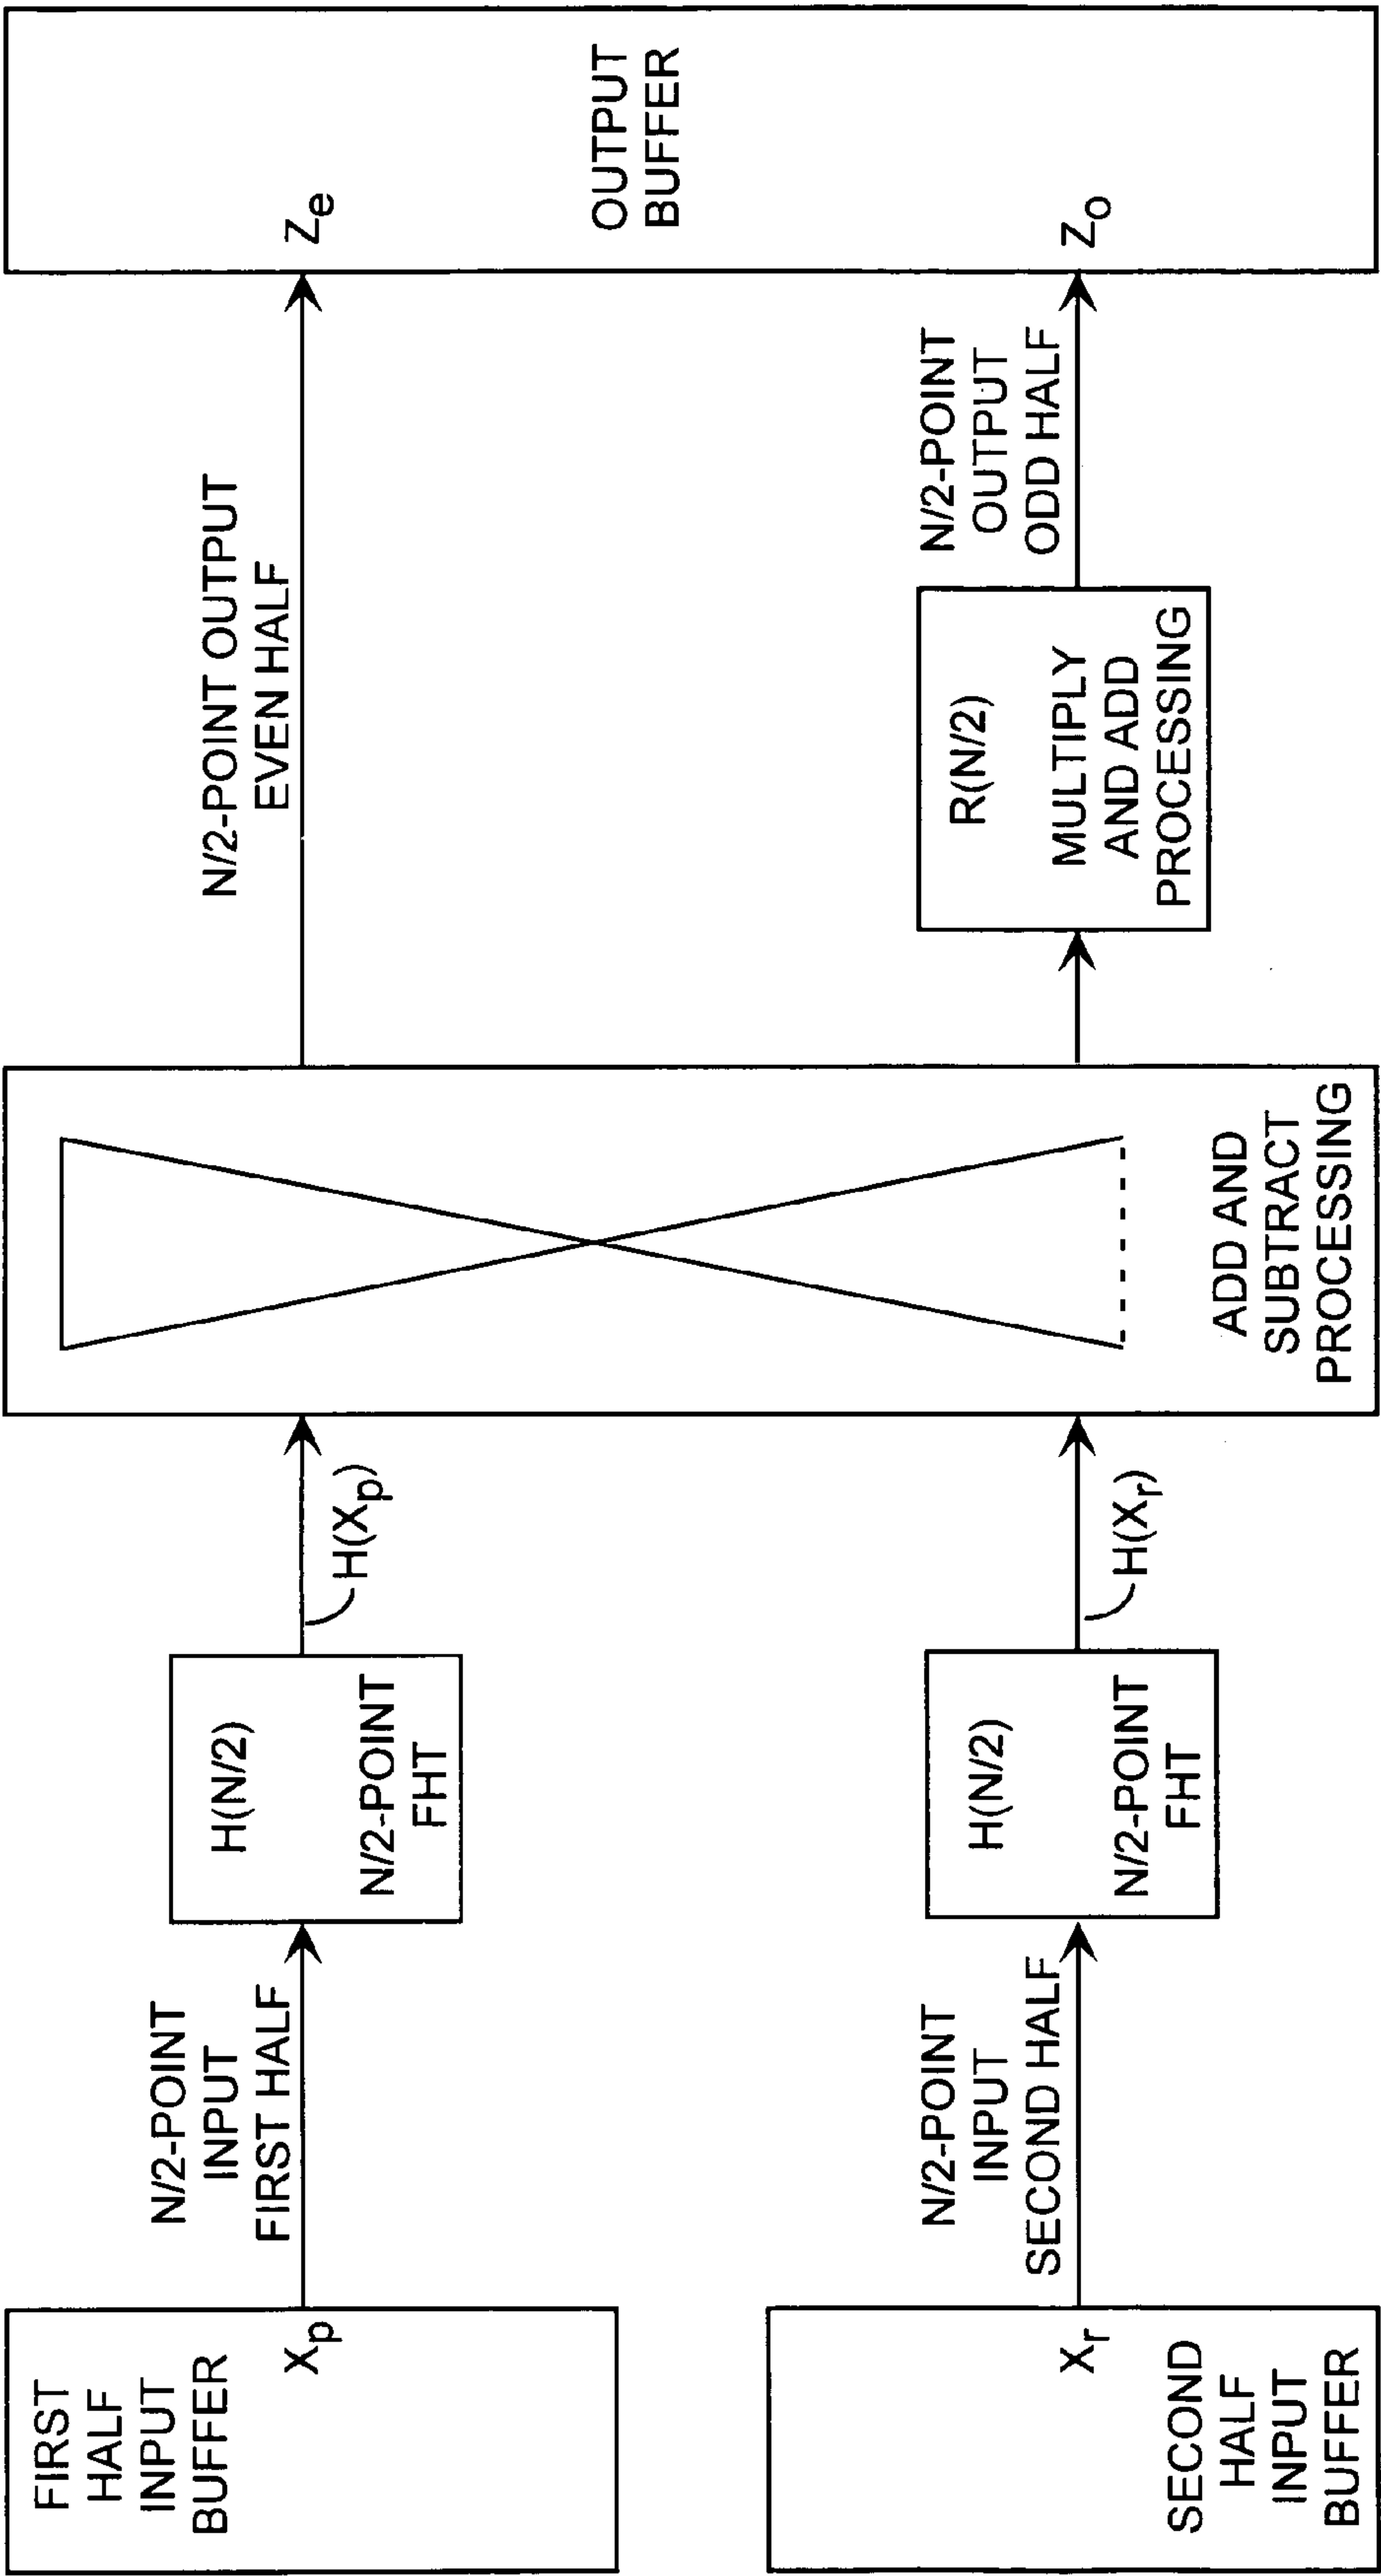 FIRST
HALF
INPUT
BUFFER
Xp
N/2-POINT
INPUT
FIRST HALF
H(N/2)
N/2-POINT
FHT
H(Xp)
N/2-POINT OUTPUT
EVEN HALF
Ze
OUTPUT
BUFFER
Xr
SECOND
HALF
INPUT
BUFFER
N/2-POINT
INPUT
SECOND HALF
H(N/2)
N/2-POINT
FHT
H(Xr)
ADD AND
SUBTRACT
PROCESSING
R(N/2)
MULTIPLY
AND ADD
PROCESSING
N/2-POINT
OUTPUT
ODD HALF
Zo